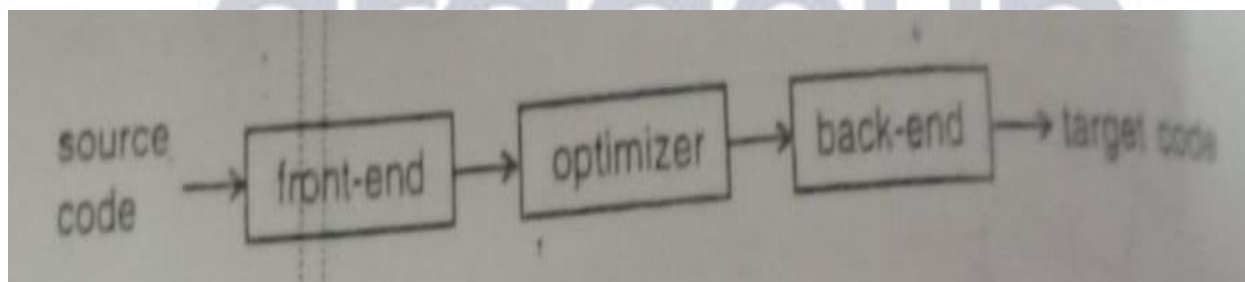 source
code
front-end
optimizer
back-end
target code